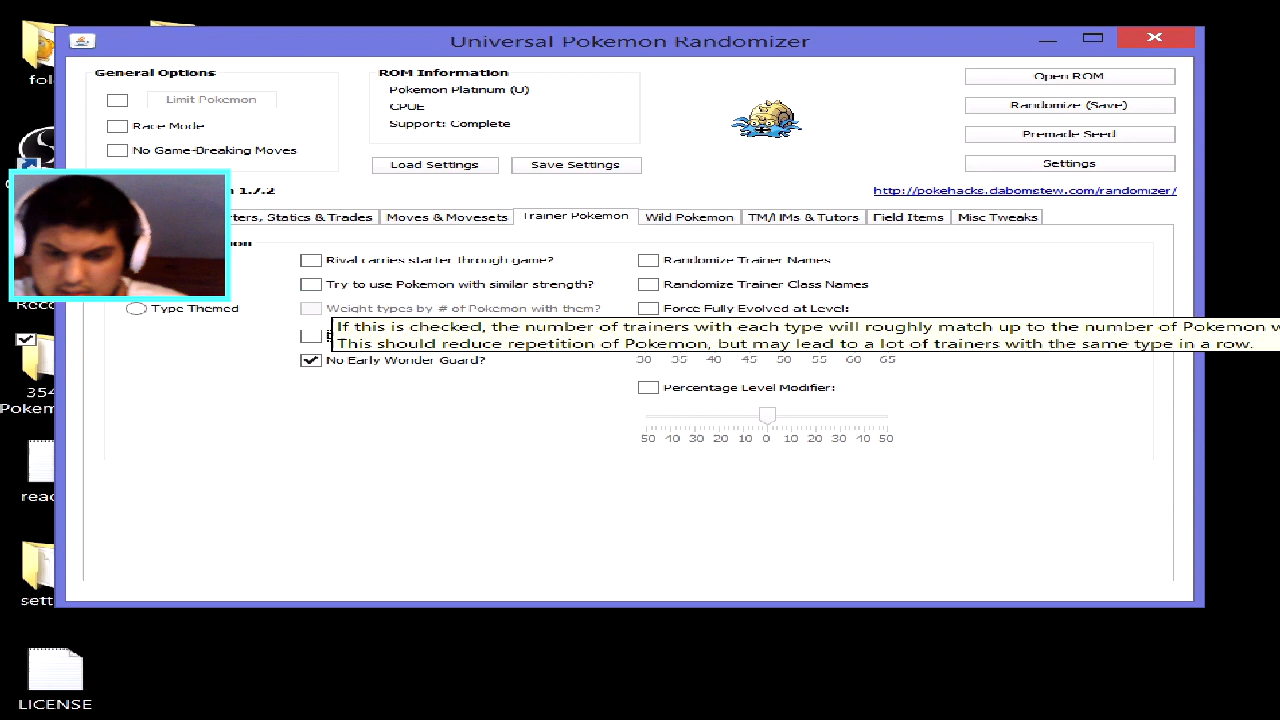 Universal Pokemon Randomizer
General Options
Limit Pokemon
Race Mode
No Game-Breaking Moves
ROM Information
Pokemon Platinum (U)
CPUE
Support: Complete
Load Settings
Save Settings
Open ROM
Randomize (Save)
Premade Seed
Settings
1.7.2
http://pokehacks.dabomstew.com/randomizer/
Statics & Trades
Moves & Movesets
Trainer Pokemon
Wild Pokemon
TM/HMs & Tutors
Field Items
Misc Tweaks
Type Themed
Rival carries starter through game?
Try to use Pokemon with similar strength?
Weight types by # of Pokemon with them?
No Early Wonder Guard?
Randomize Trainer Names
Randomize Trainer Class Names
Force Fully Evolved at Level:
If this is checked, the number of trainers with each type will roughly match up to the number of Pokemon
This should reduce repetition of Pokemon, but may lead to a lot of trainers with the same type in a row.
30 35 40 45 50 55 60 65
Percentage Level Modifier:
50 40 30 20 10 0 10 20 30 40 50
354
Pokem
LICENSE